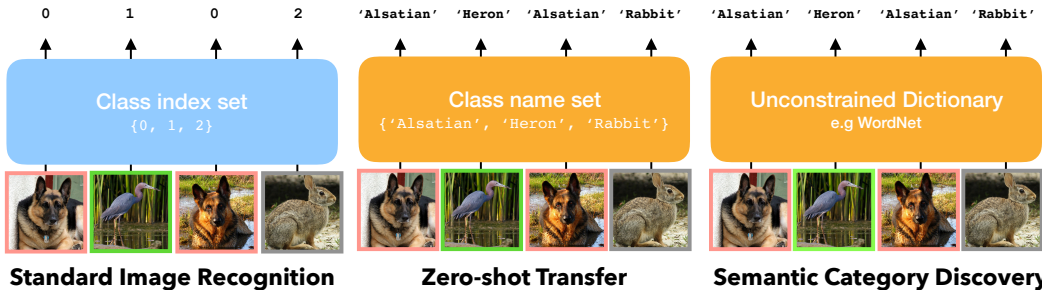 0 1 0 2
Class index set
{0, 1, 2}
Standard Image Recognition
‘Alsatian’ ‘Heron’ ‘Alsatian’ ‘Rabbit’
Class name set
{‘Alsatian’, ‘Heron’, ‘Rabbit’}
Zero-shot Transfer
‘Alsatian’ ‘Heron’ ‘Alsatian’ ‘Rabbit’
Unconstrained Dictionary
e.g WordNet
Semantic Category Discovery